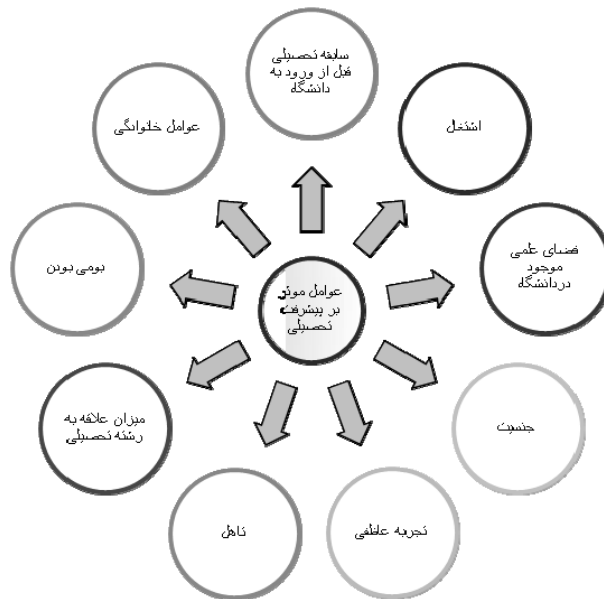 سابقه تحصیلی
قبل از ورود به
دانشگاه
اشتغال
فضای علمی
موجود
دردانشگاه
جنسیت
تجربه عاطفی
تاهل
میزان علاقه به
رشته تحصیلی
بومی بودن
عوامل خانوادگی
عوامل موثر
بر پیشرفت
تحصیلی